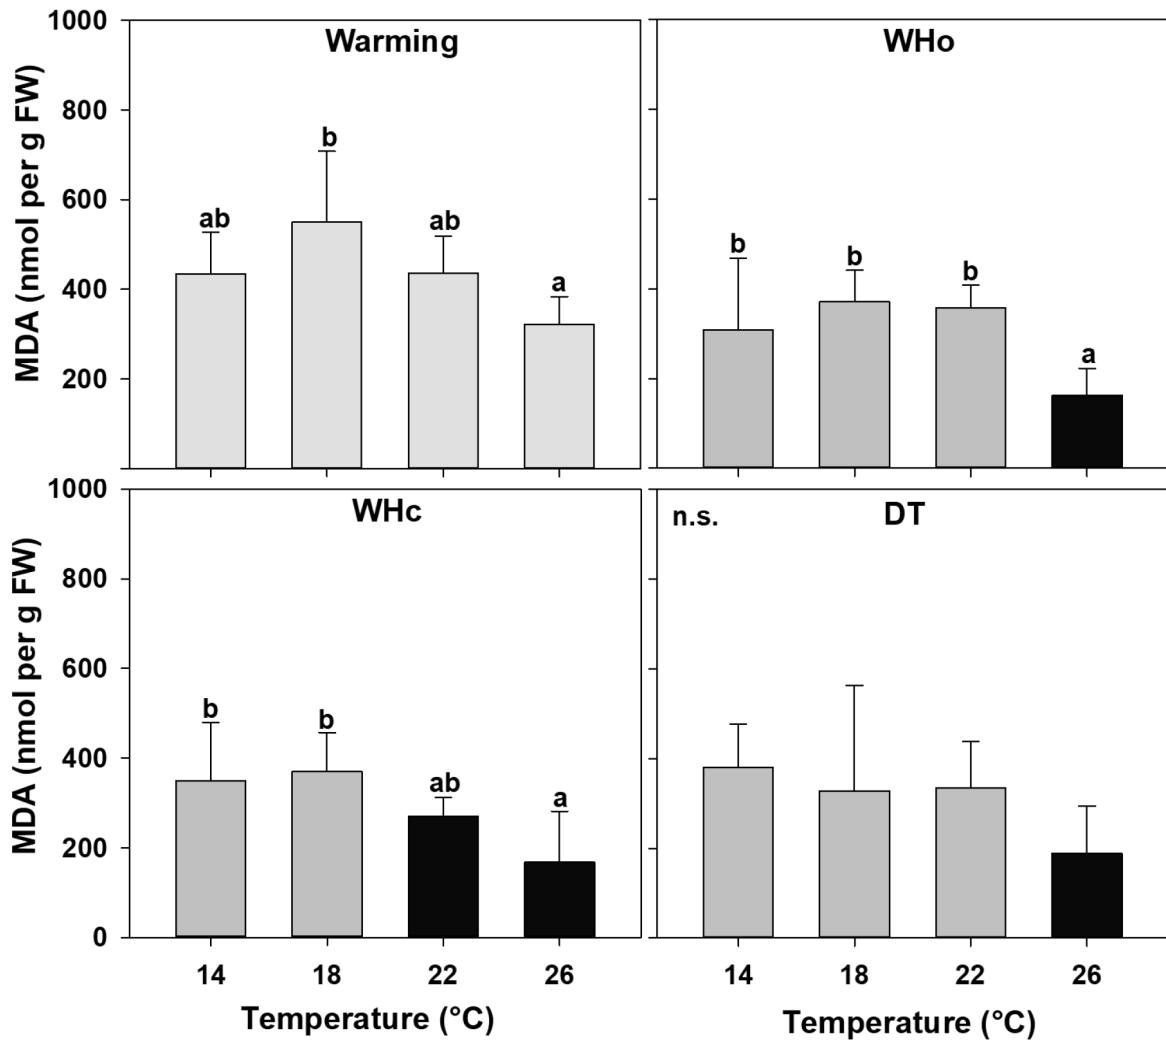 Warming
WHo
MDA (nmol per g FW)
1000
800
600
400
200
ab
b
ab
a
b
b
b
a
WHc
n.s.
DT
MDA (nmol per g FW)
1000
800
600
400
200
0
b
b
ab
a
14
18
22
26
14
18
22
26
Temperature (°C)
Temperature (°C)